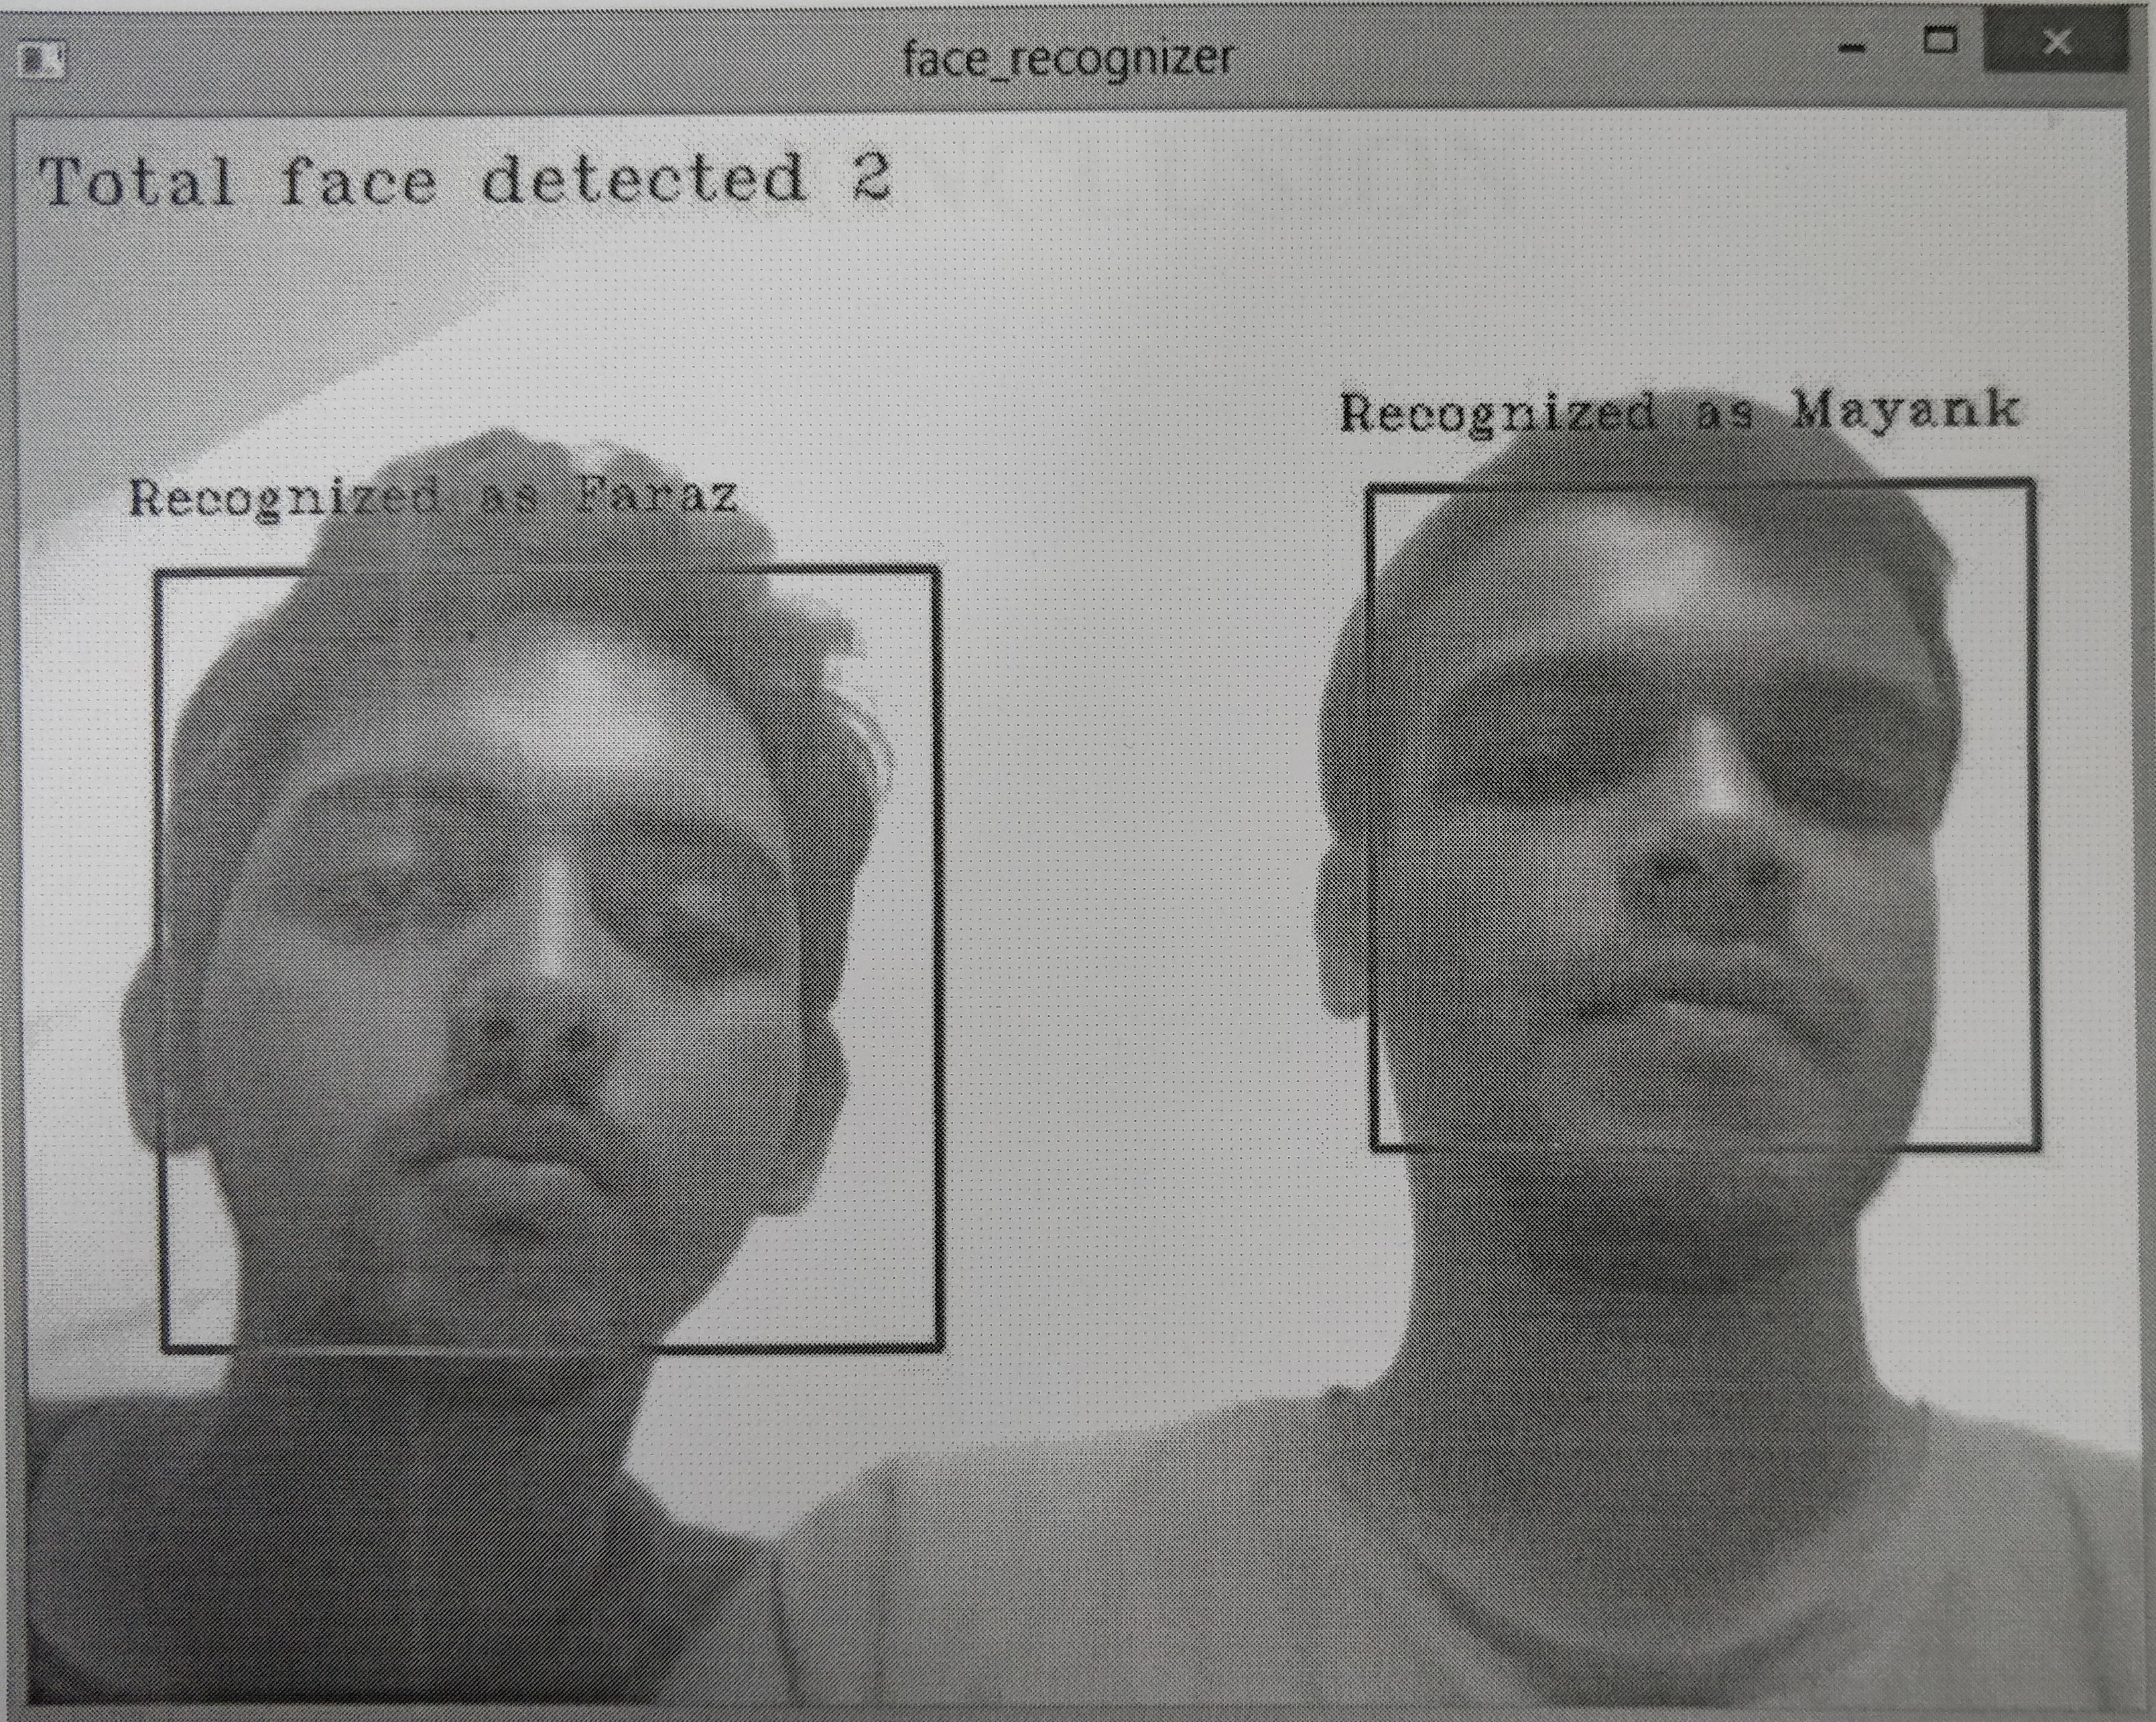 face_recognizer
Total face detected 2
Recognized as Mayank
Recognized as Faraz